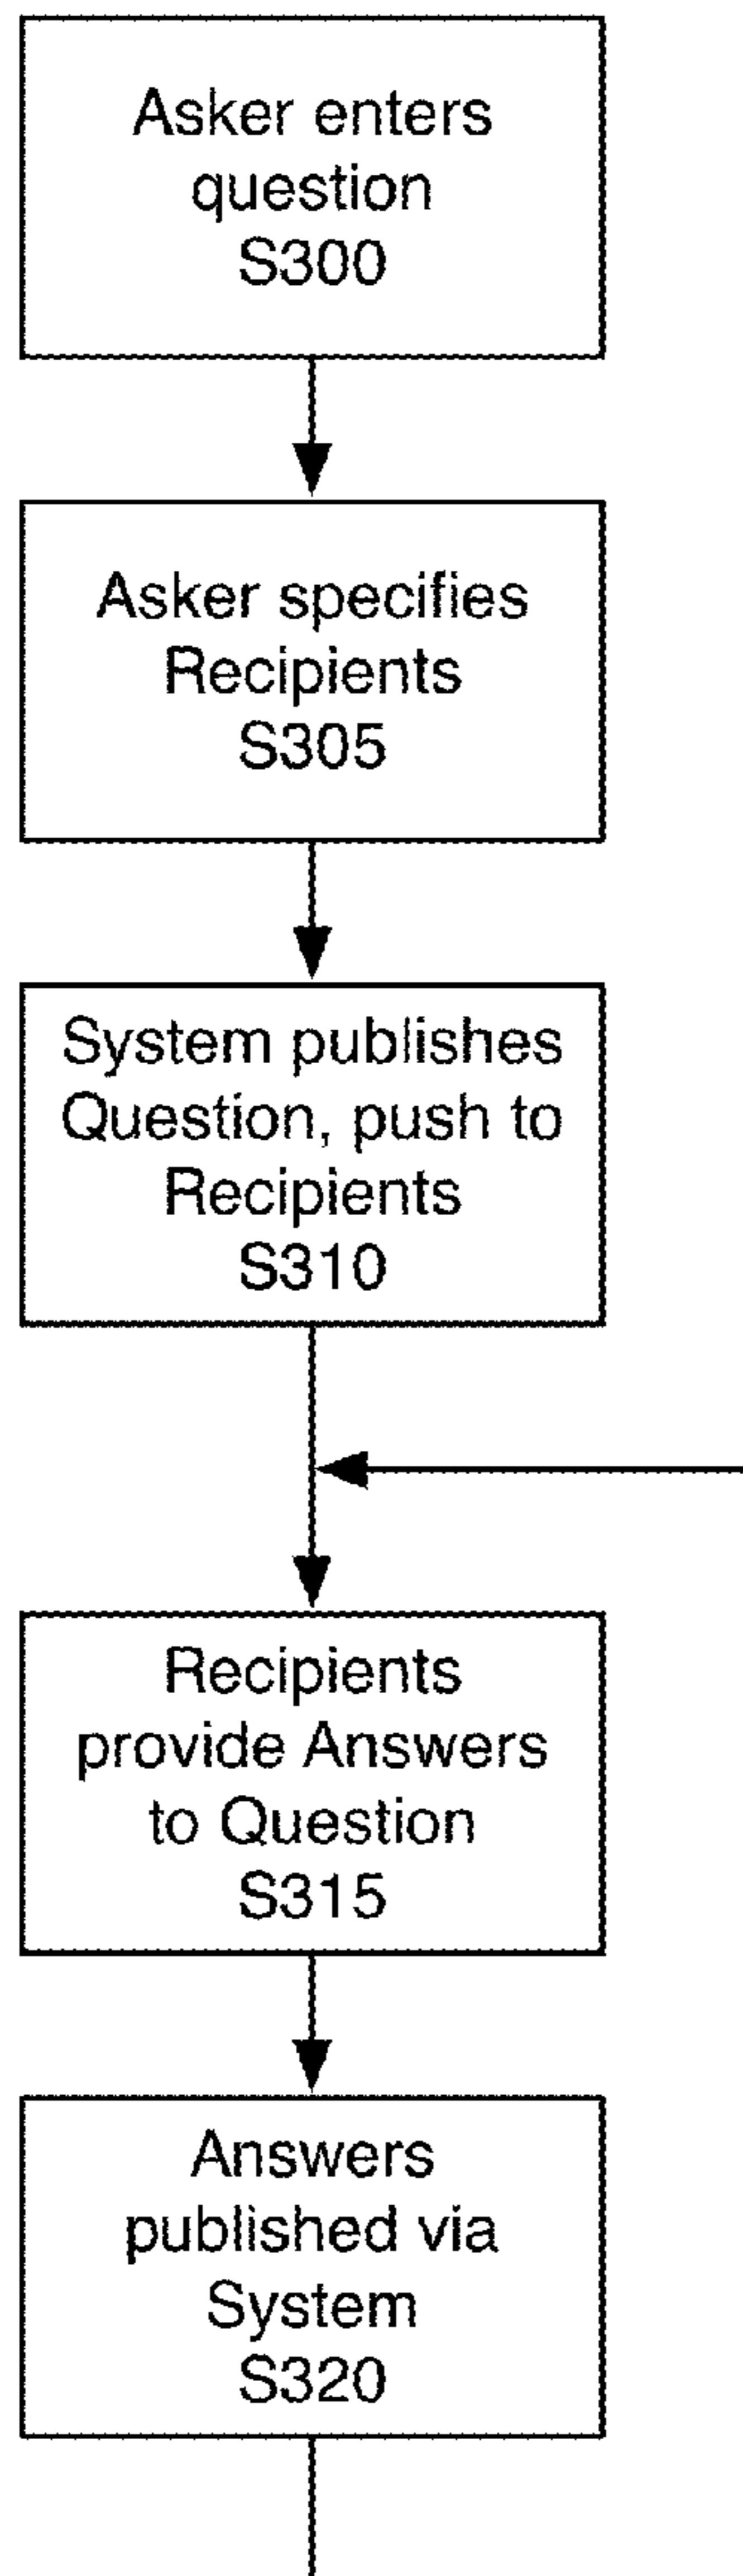 Asker enters
question
S300
Asker specifies
Recipients
S305
System publishes
Question, push to
Recipients
S310
Recipients
provide Answers
to Question
S315
Answers
published via
System
S320